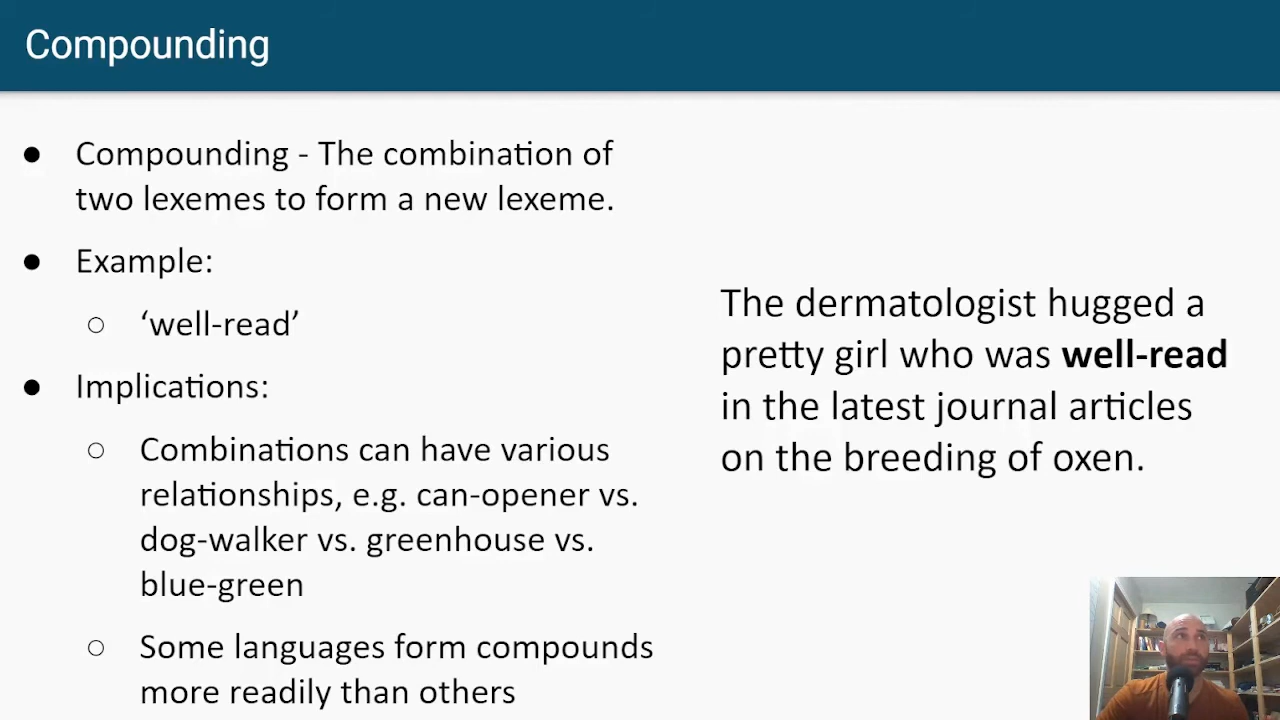 Compounding
● Compounding - The combination of
two lexemes to form a new lexeme.
● Example:
○ ‘well-read’
● Implications:
○ Combinations can have various
relationships, e.g. can-opener vs.
dog-walker vs. greenhouse vs.
blue-green
○ Some languages form compounds
more readily than others
The dermatologist hugged a
pretty girl who was well-read
in the latest journal articles
on the breeding of oxen.